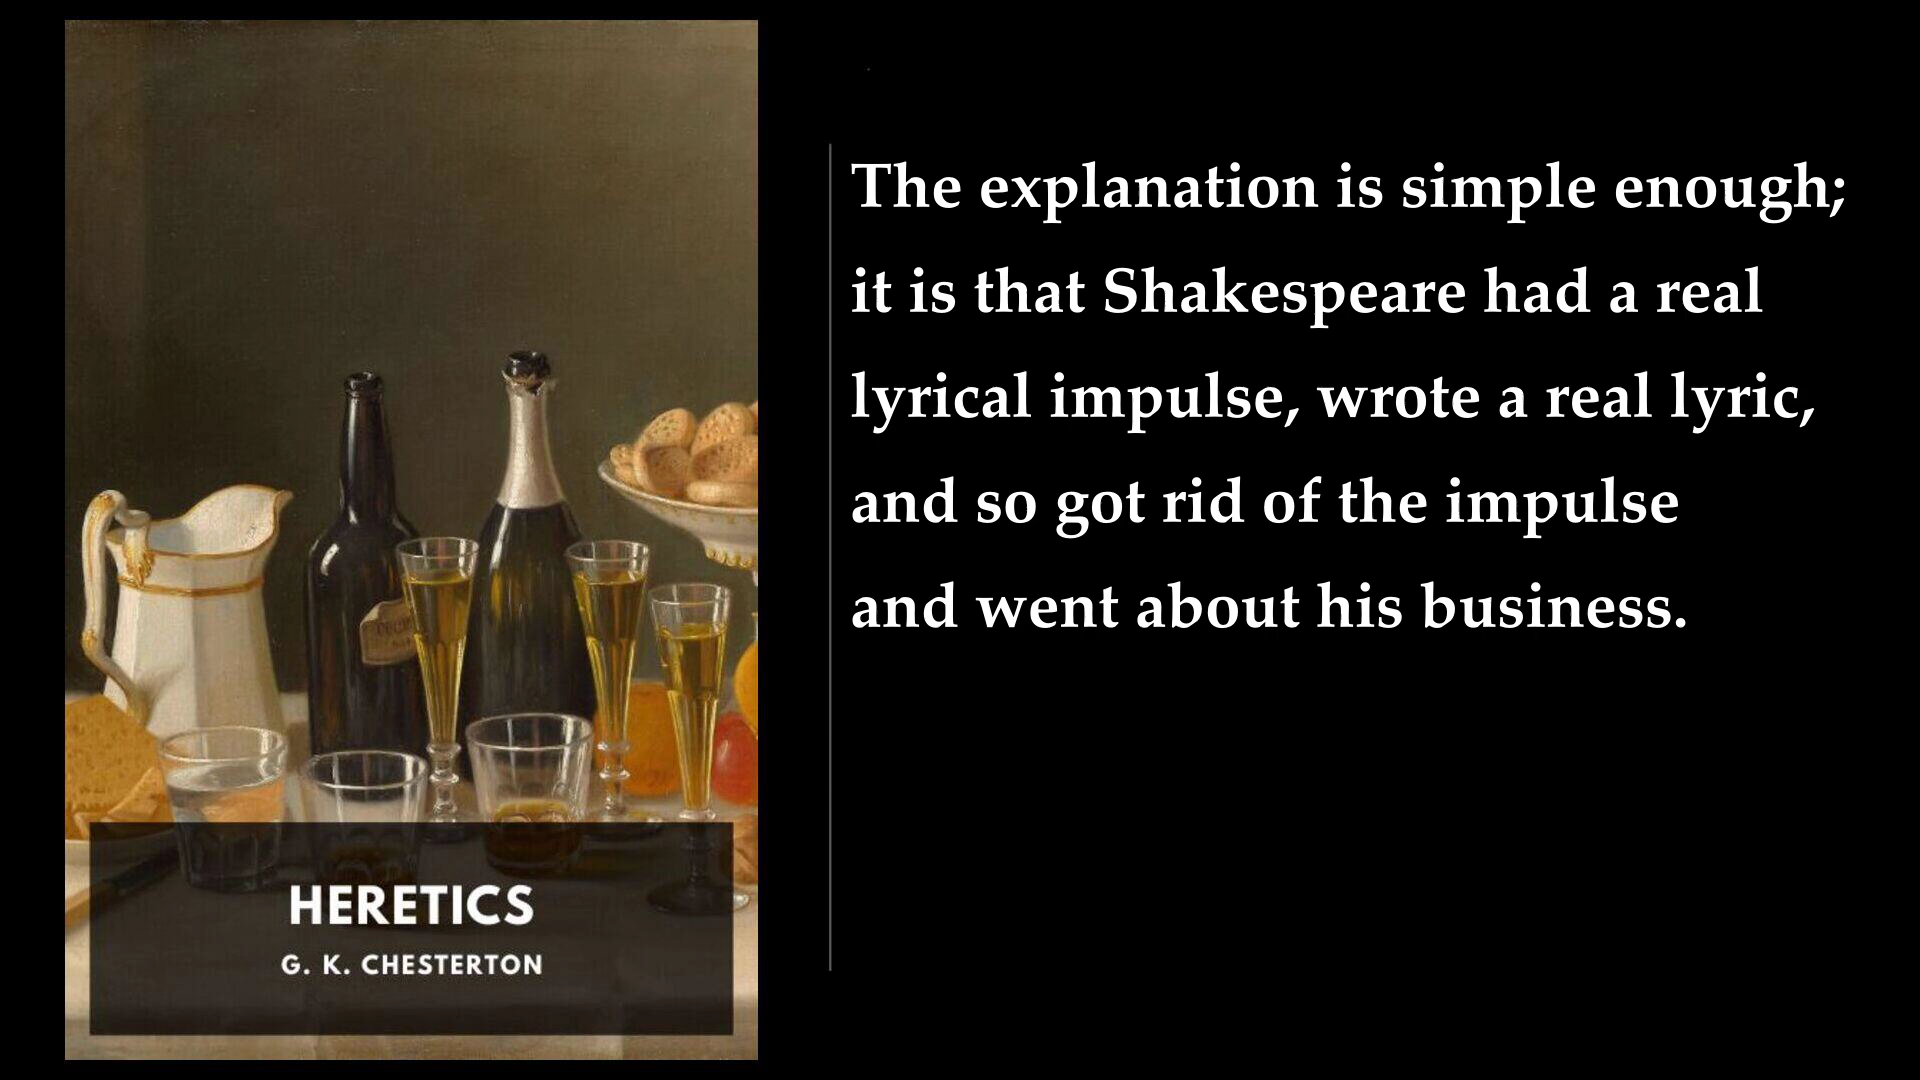 The explanation is simple enough;
it is that Shakespeare had a real
lyrical impulse, wrote a real lyric,
and so got rid of the impulse
and went about his business.
HERETICS
G. K. CHESTERTON